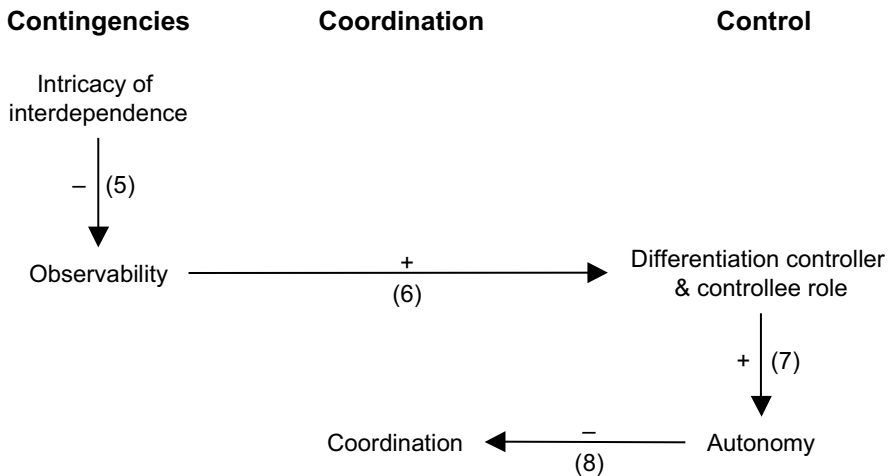 Contingencies
Coordination
Control
Intricacy of
interdependence
– (5)
Observability
+
(6)
Differentiation controller
& controllee role
+ (7)
Coordination
–
(8)
Autonomy